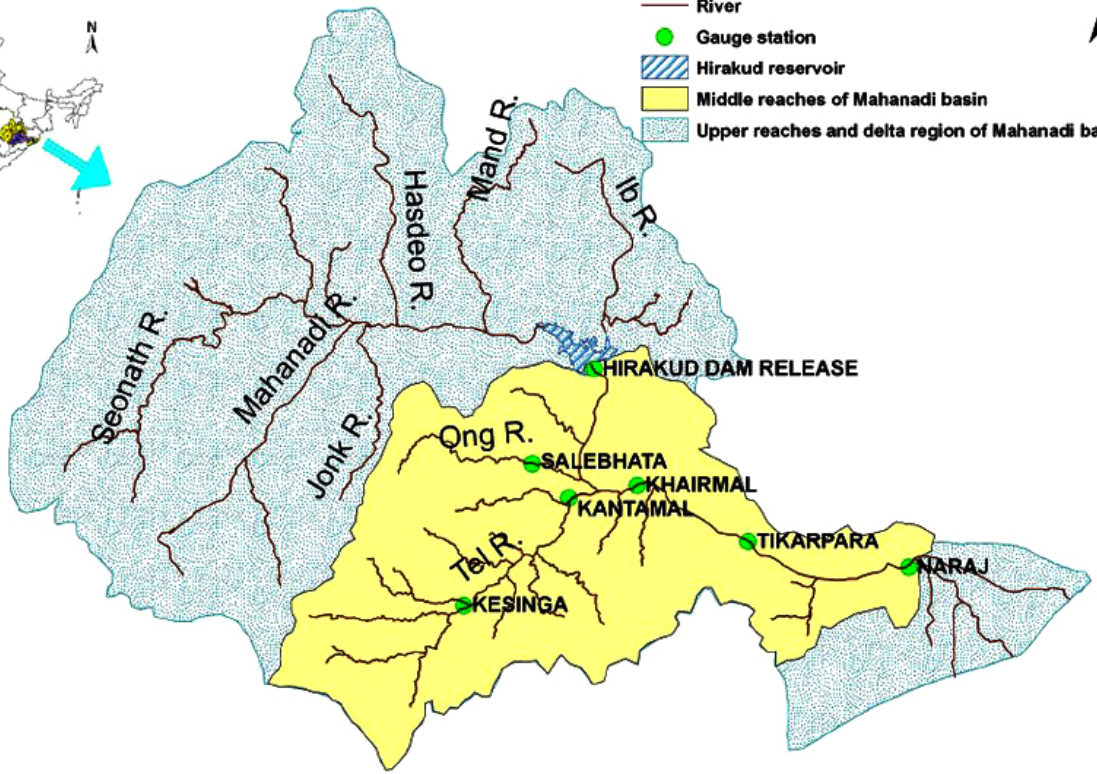 N
River
Gauge station
Hirakud reservoir
Middle reaches of Mahanadi basin
Upper reaches and delta region of Mahanadi
Mand R.
Hasdeo R.
Ib R.
Seonath R.
Mahanadi R.
Jonk R.
HIRAKUD DAM RELEASE
Ong R.
SALEBHATA
KHAIRMAL
KANTAMAL
TIKARPARA
Tel R.
NARAJ
KESINGA